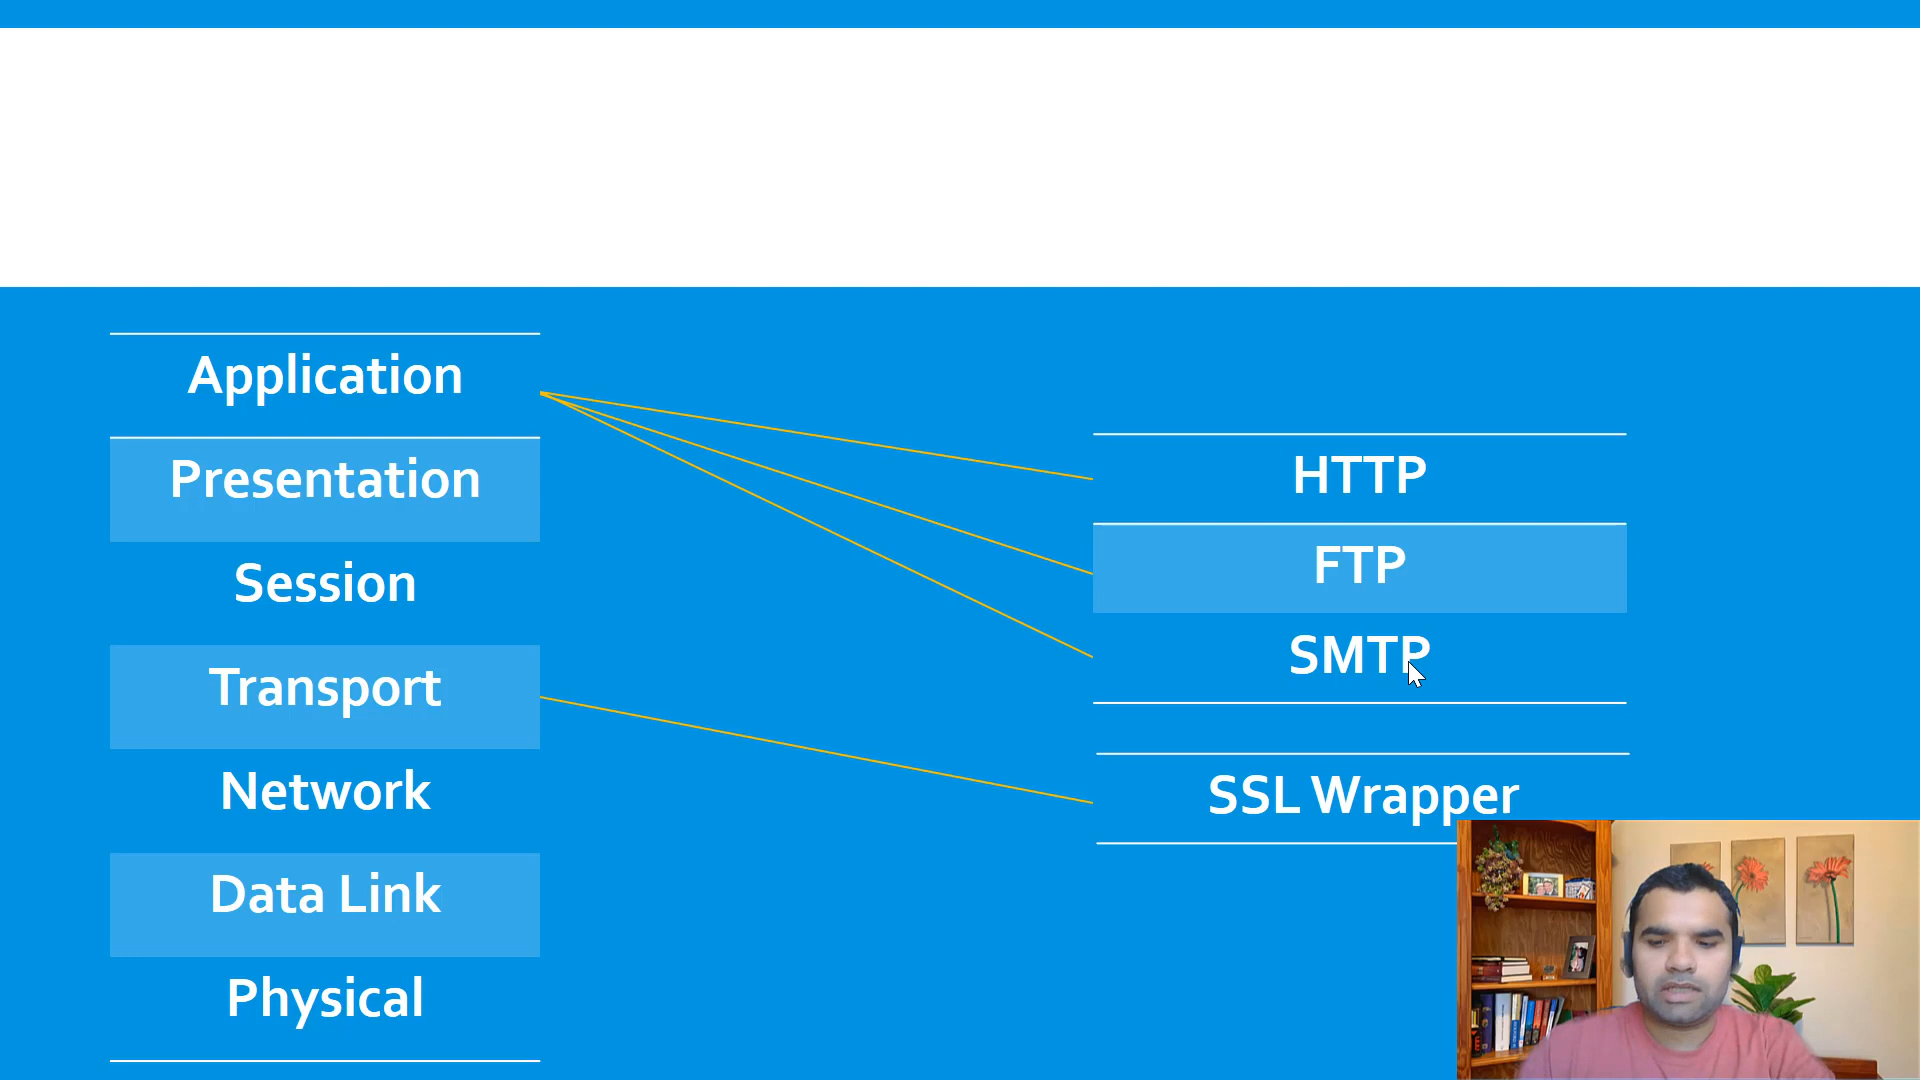 Application
Presentation
Session
Transport
Network
Data Link
Physical
HTTP
FTP
SMTP
SSL Wrapper